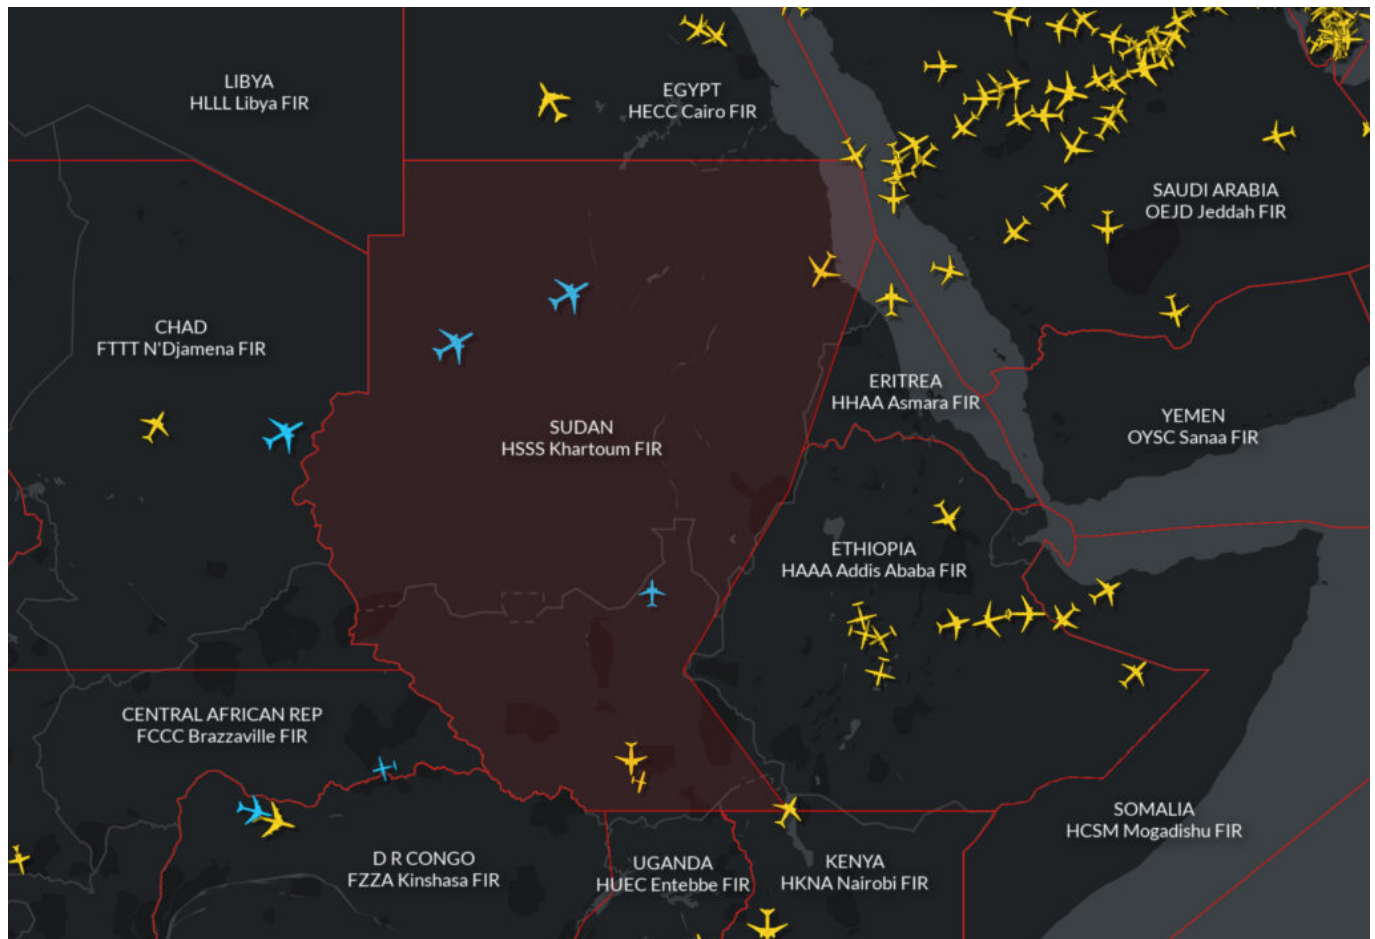 LIBYA
HLLL Libya FIR
EGYPT
HECC Cairo FIR
SAUDI ARABIA
OEJD Jeddah FIR
CHAD
FTTT N'Djamena FIR
ERITREA
HHAA Asmara FIR
YEMEN
OYSC Sanaa FIR
SUDAN
HSSS Khartoum FIR
ETHIOPIA
HAAA Addis Ababa FIR
CENTRAL AFRICAN REP
FCCC Brazzaville FIR
SOMALIA
HCSM Mogadishu FIR
D R CONGO
FZZA Kinshasa FIR
UGANDA
HUEC Entebbe FIR
KENYA
HKNA Nairobi FIR